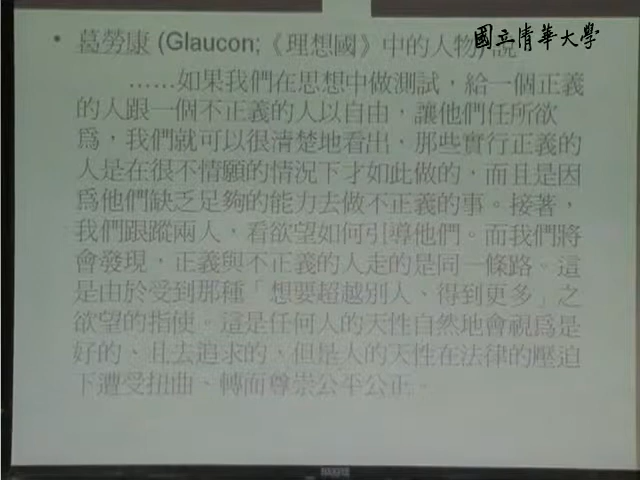 國立清華大學
• 葛勞康 (Glaucon;《理想國》中的人物) 說
……如果我們在思想中做測試，給一個正義
的人跟一個不正義的人以自由，讓他們任所欲
為，我們就可以很清楚地看出，那些實行正義的
人是在很不情願的情況下才如此做的，而且是因
為他們缺乏足夠的能力去做不正義的事。接著，
我們跟蹤兩人，看欲望如何引導他們。而我們將
會發現，正義與不正義的人走的是同一條路。這
是由於受到那種「想要超越別人、得到更多」之
欲望的指使。這是任何人的天性自然地會視為是
好的、且去追求的、但是人的天性在法律的壓迫
下遭受扭曲、轉而尊崇公平公正。